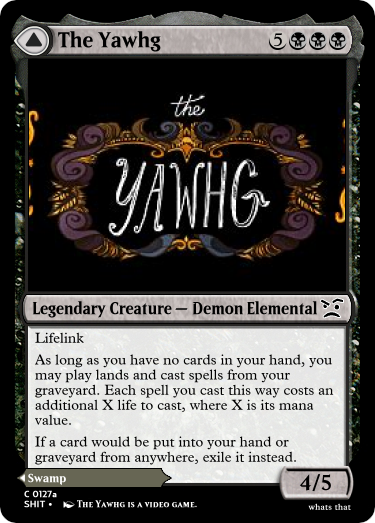 The Yawhg 5
the
YAWHG
Legendary Creature — Demon Elemental
Lifelink
As long as you have no cards in your hand, you
may play lands and cast spells from your
graveyard. Each spell you cast this way costs an
additional X life to cast, where X is its mana
value.
If a card would be put into your hand or
graveyard from anywhere, exile it instead.
Swamp
4/5
C 0127a
SHIT • THE YAWHG IS A VIDEO GAME.
whats that